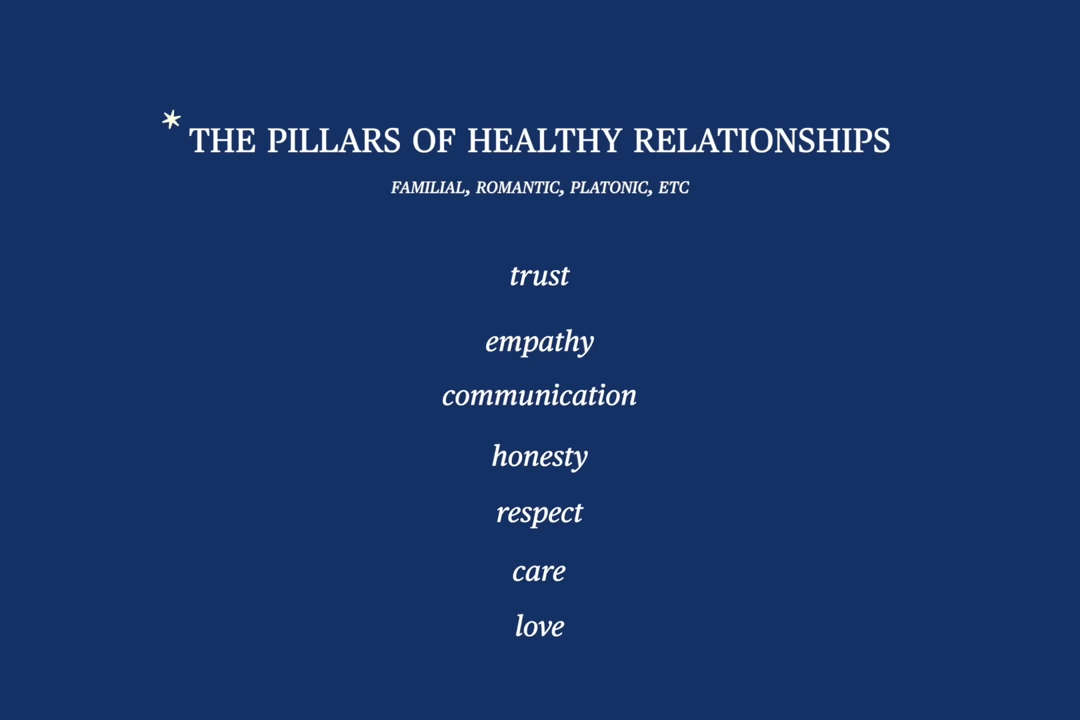 * THE PILLARS OF HEALTHY RELATIONSHIPS
FAMILIAL, ROMANTIC, PLATONIC, ETC
trust
empathy
communication
honesty
respect
care
love